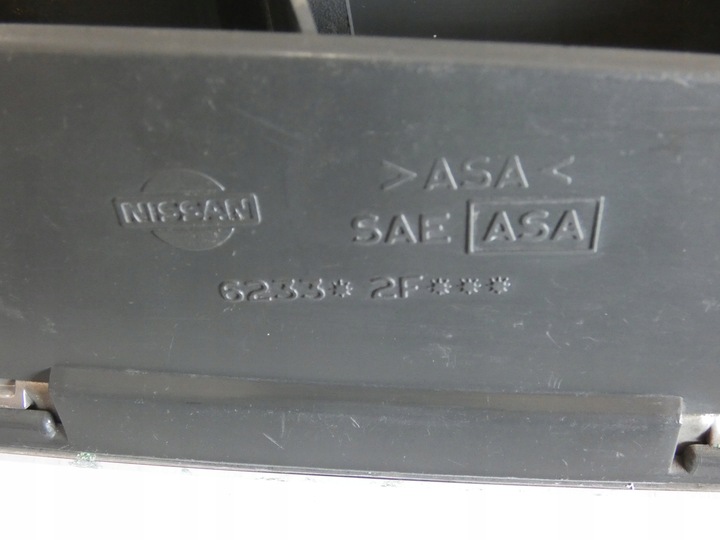 NISSAN
>ASA<
SAE ASA
6233* 2F***